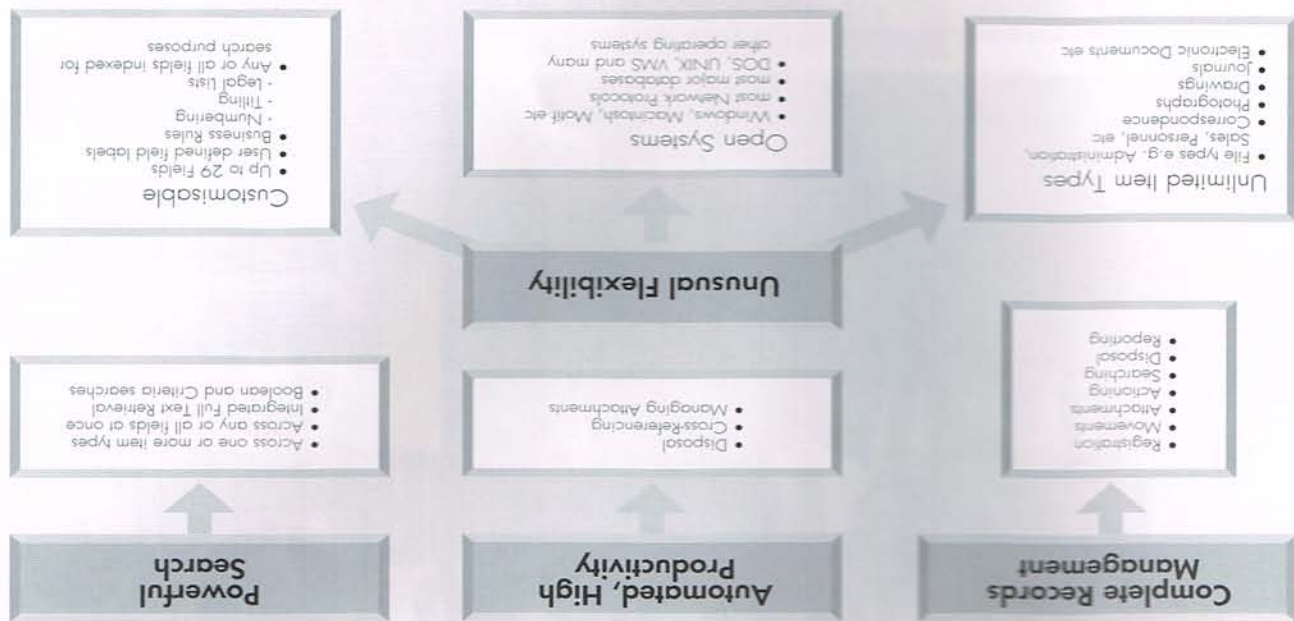 Complete Records
Management
• Registration
• Movements
• Attachments
• Actioning
• Searching
• Disposal
• Reporting
Automated, High
Productivity
• Disposal
• Cross-Referencing
• Managing Attachments
Powerful
Search
• Across one or more item types
• Across any or all fields at once
• Integrated Full Text Retrieval
• Boolean and Criteria searches
Unusual Flexibility
Unlimited Item Types
• File types e.g. Administration,
Sales, Personnel, etc
• Correspondence
• Photographs
• Drawings
• Journals
• Electronic Documents etc
Open Systems
• Windows, Macintosh, Motif etc
• most Network Protocols
• most major databases
• DOS, UNIX, VMS and many
other operating systems
Customisable
• Up to 29 Fields
• User defined field labels
• Business Rules
- Numbering
- Titling
- Legal Lists
• Any or all fields indexed for
search purposes